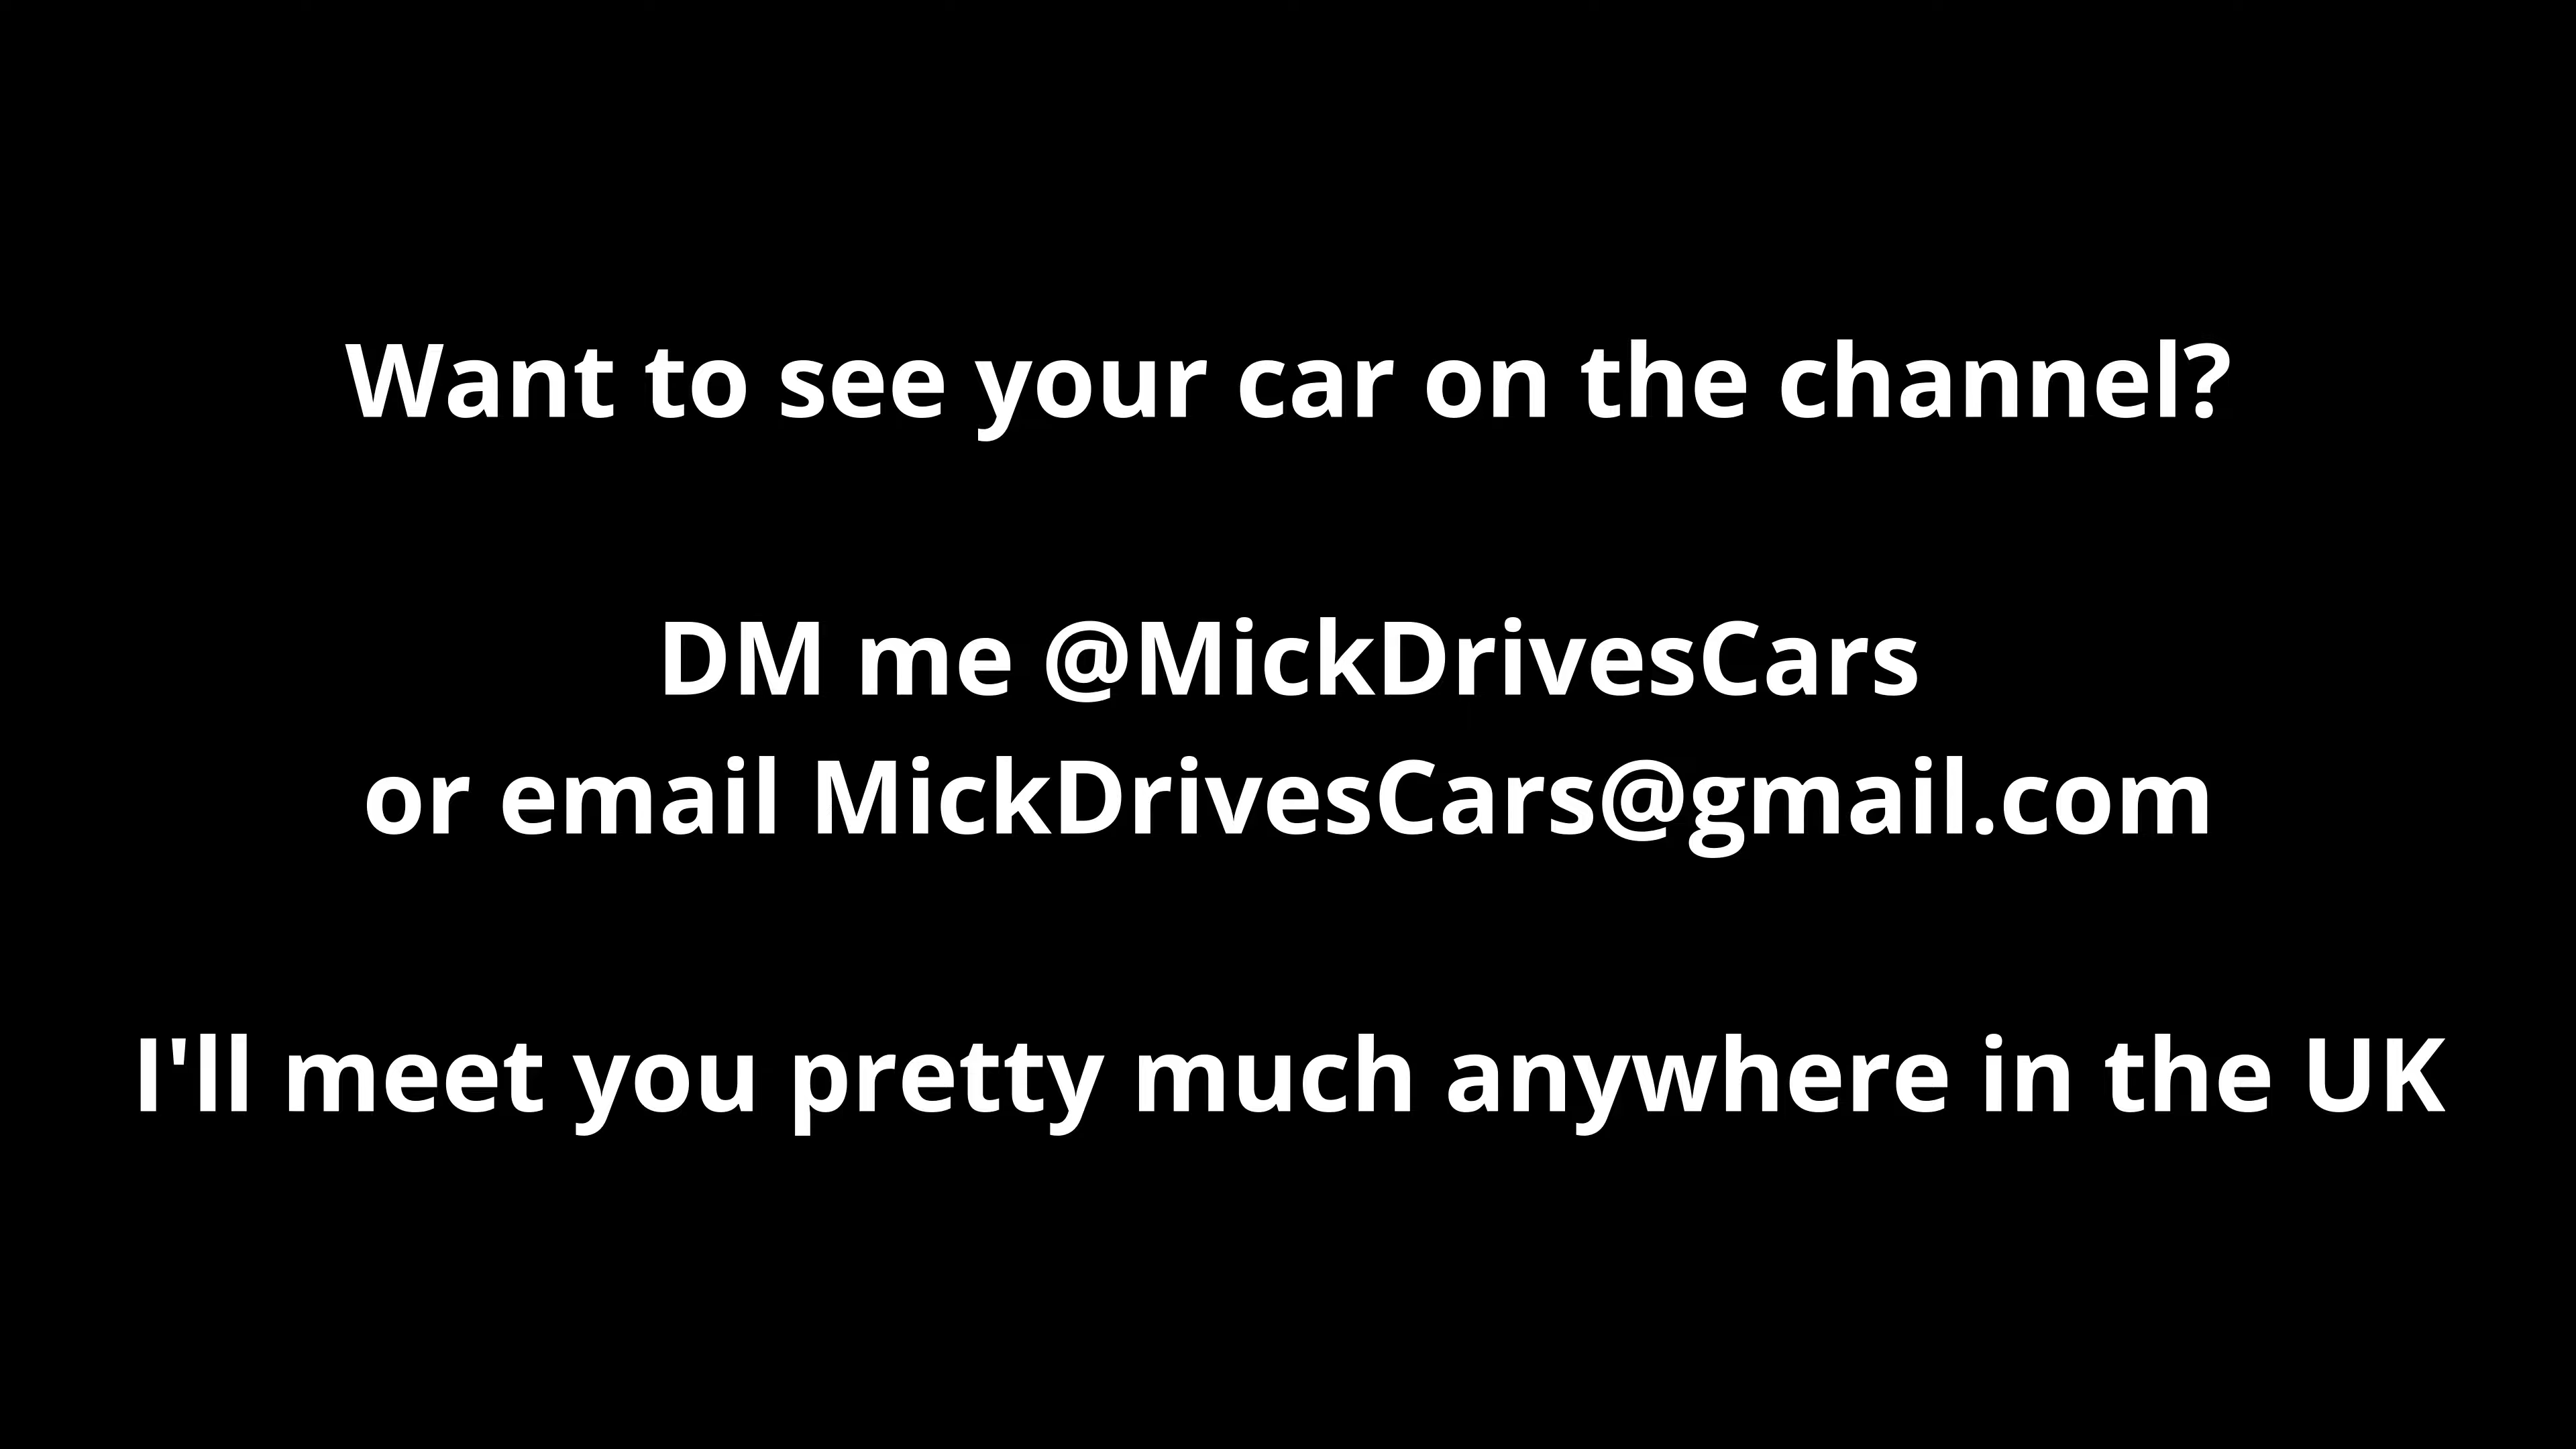 Want to see your car on the channel?
DM me @MickDrivesCars
or email MickDrivesCars@gmail.com
I'll meet you pretty much anywhere in the UK